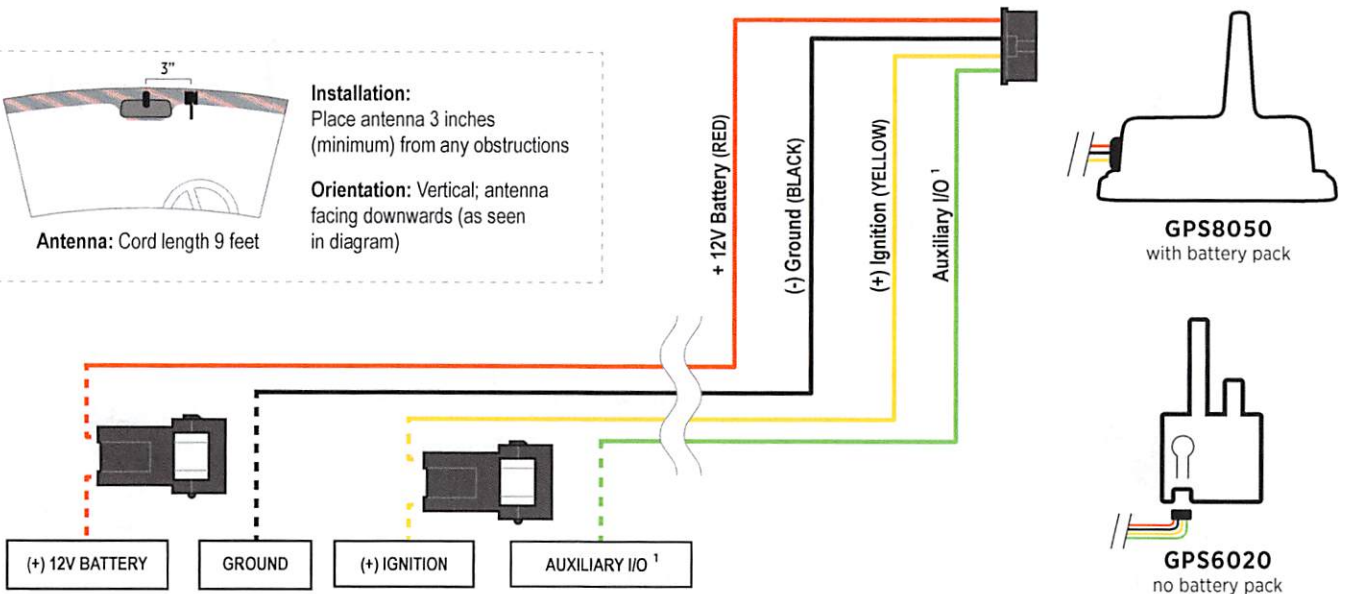 3"
Installation:
Place antenna 3 inches
(minimum) from any obstructions
Orientation: Vertical; antenna
facing downwards (as seen
in diagram)
Antenna: Cord length 9 feet
+ 12V Battery (RED)
(-) Ground (BLACK)
(+) Ignition (YELLOW)
Auxiliary I/O 1
GPS8050
with battery pack
GPS6020
no battery pack
(+) 12V BATTERY
GROUND
(+) IGNITION
AUXILIARY I/O 1